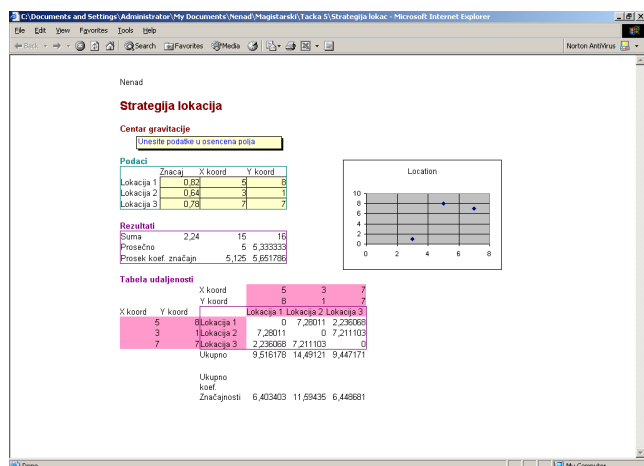 C:\Documents and Settings\Administrator\My Documents\Nenad\Magistarski\Tacka 5\Strategija lokac - Microsoft Internet Explorer
File Edit View Favorites Tools Help
Back Search Favorites Media Norton AntiVirus
Nenad
Strategija lokacija
Centar gravitacije
Unesite podatke u osencena polja
Podaci
Znacaj X koord Y koord
Lokacija 1 0,82 5 8
Lokacija 2 0,64 3 1
Lokacija 3 0,78 7 7
Location
10
8
6
4
2
0
0 2 4 6 8
Rezultati
Suma 2,24 15 16
Prosečno 5 5,333333
Prosek koef. značajn 5,125 5,651786
Tabela udaljenosti
X koord 5 3 7
Y koord 8 1 7
X koord Y koord Lokacija 1 Lokacija 2 Lokacija 3
5 8 Lokacija 1 0 7,28011 2,236068
3 1 Lokacija 2 7,28011 0 7,211103
7 7 Lokacija 3 2,236068 7,211103 0
Ukupno 9,516178 14,49121 9,447171
Ukupno
koef.
Značajnosti 6,403403 11,59435 6,448681
Done My Computer